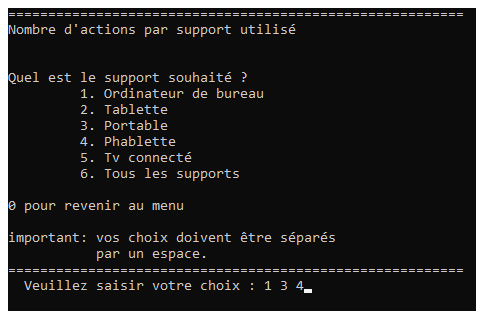 =========================================================
Nombre d'actions par support utilisé
Quel est le support souhaité ?
1. Ordinateur de bureau
2. Tablette
3. Portable
4. Phablette
5. Tv connecté
6. Tous les supports
0 pour revenir au menu
important: vos choix doivent être séparés
par un espace.
=========================================================
Veuillez saisir votre choix : 1 3 4